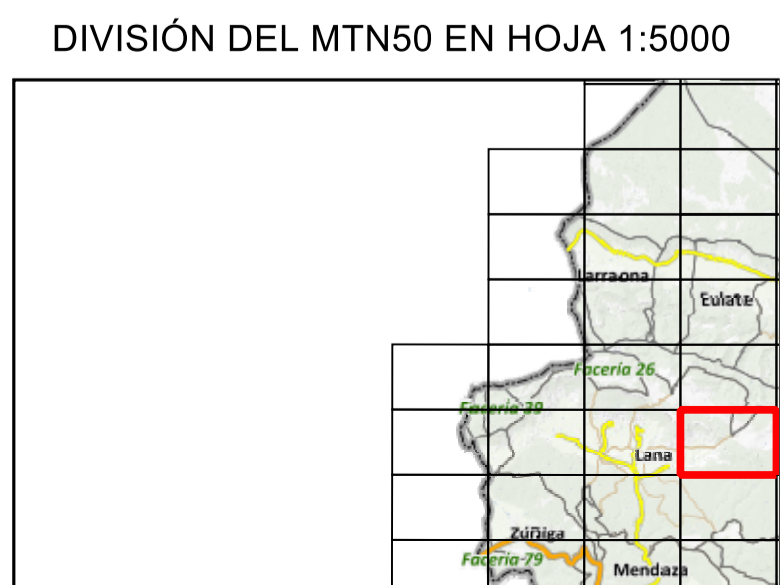 DIVISIÓN DEL MTN50 EN HOJA 1:5000
Larraona
Eulate
Facería 26
Facería 39
Lana
Zúñiga
Facería 79
Mendaza